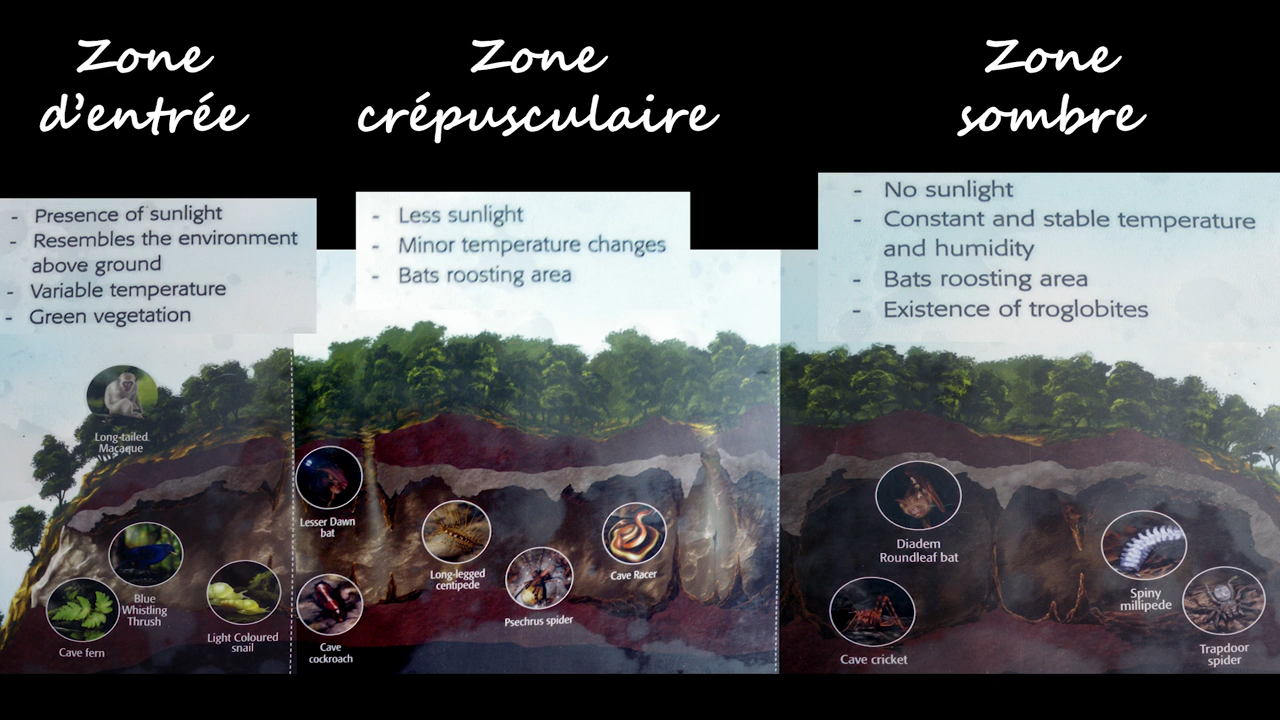 Zone
d'entrée
Zone
crépusculaire
Zone
sombre
- Presence of sunlight
- Resembles the environment
above ground
- Variable temperature
- Green vegetation
- Less sunlight
- Minor temperature changes
- Bats roosting area
- No sunlight
- Constant and stable temperature
and humidity
- Bats roosting area
- Existence of troglobites
Long-tailed
Macaque
Blue
Whistling
Thrush
Cave fern
Light Coloured
snail
Lesser Dawn
bat
Cave
cockroach
Long-legged
centipede
Psechrus spider
Cave Racer
Diadem
Roundleaf bat
Cave cricket
Spiny
millipede
Trapdoor
spider